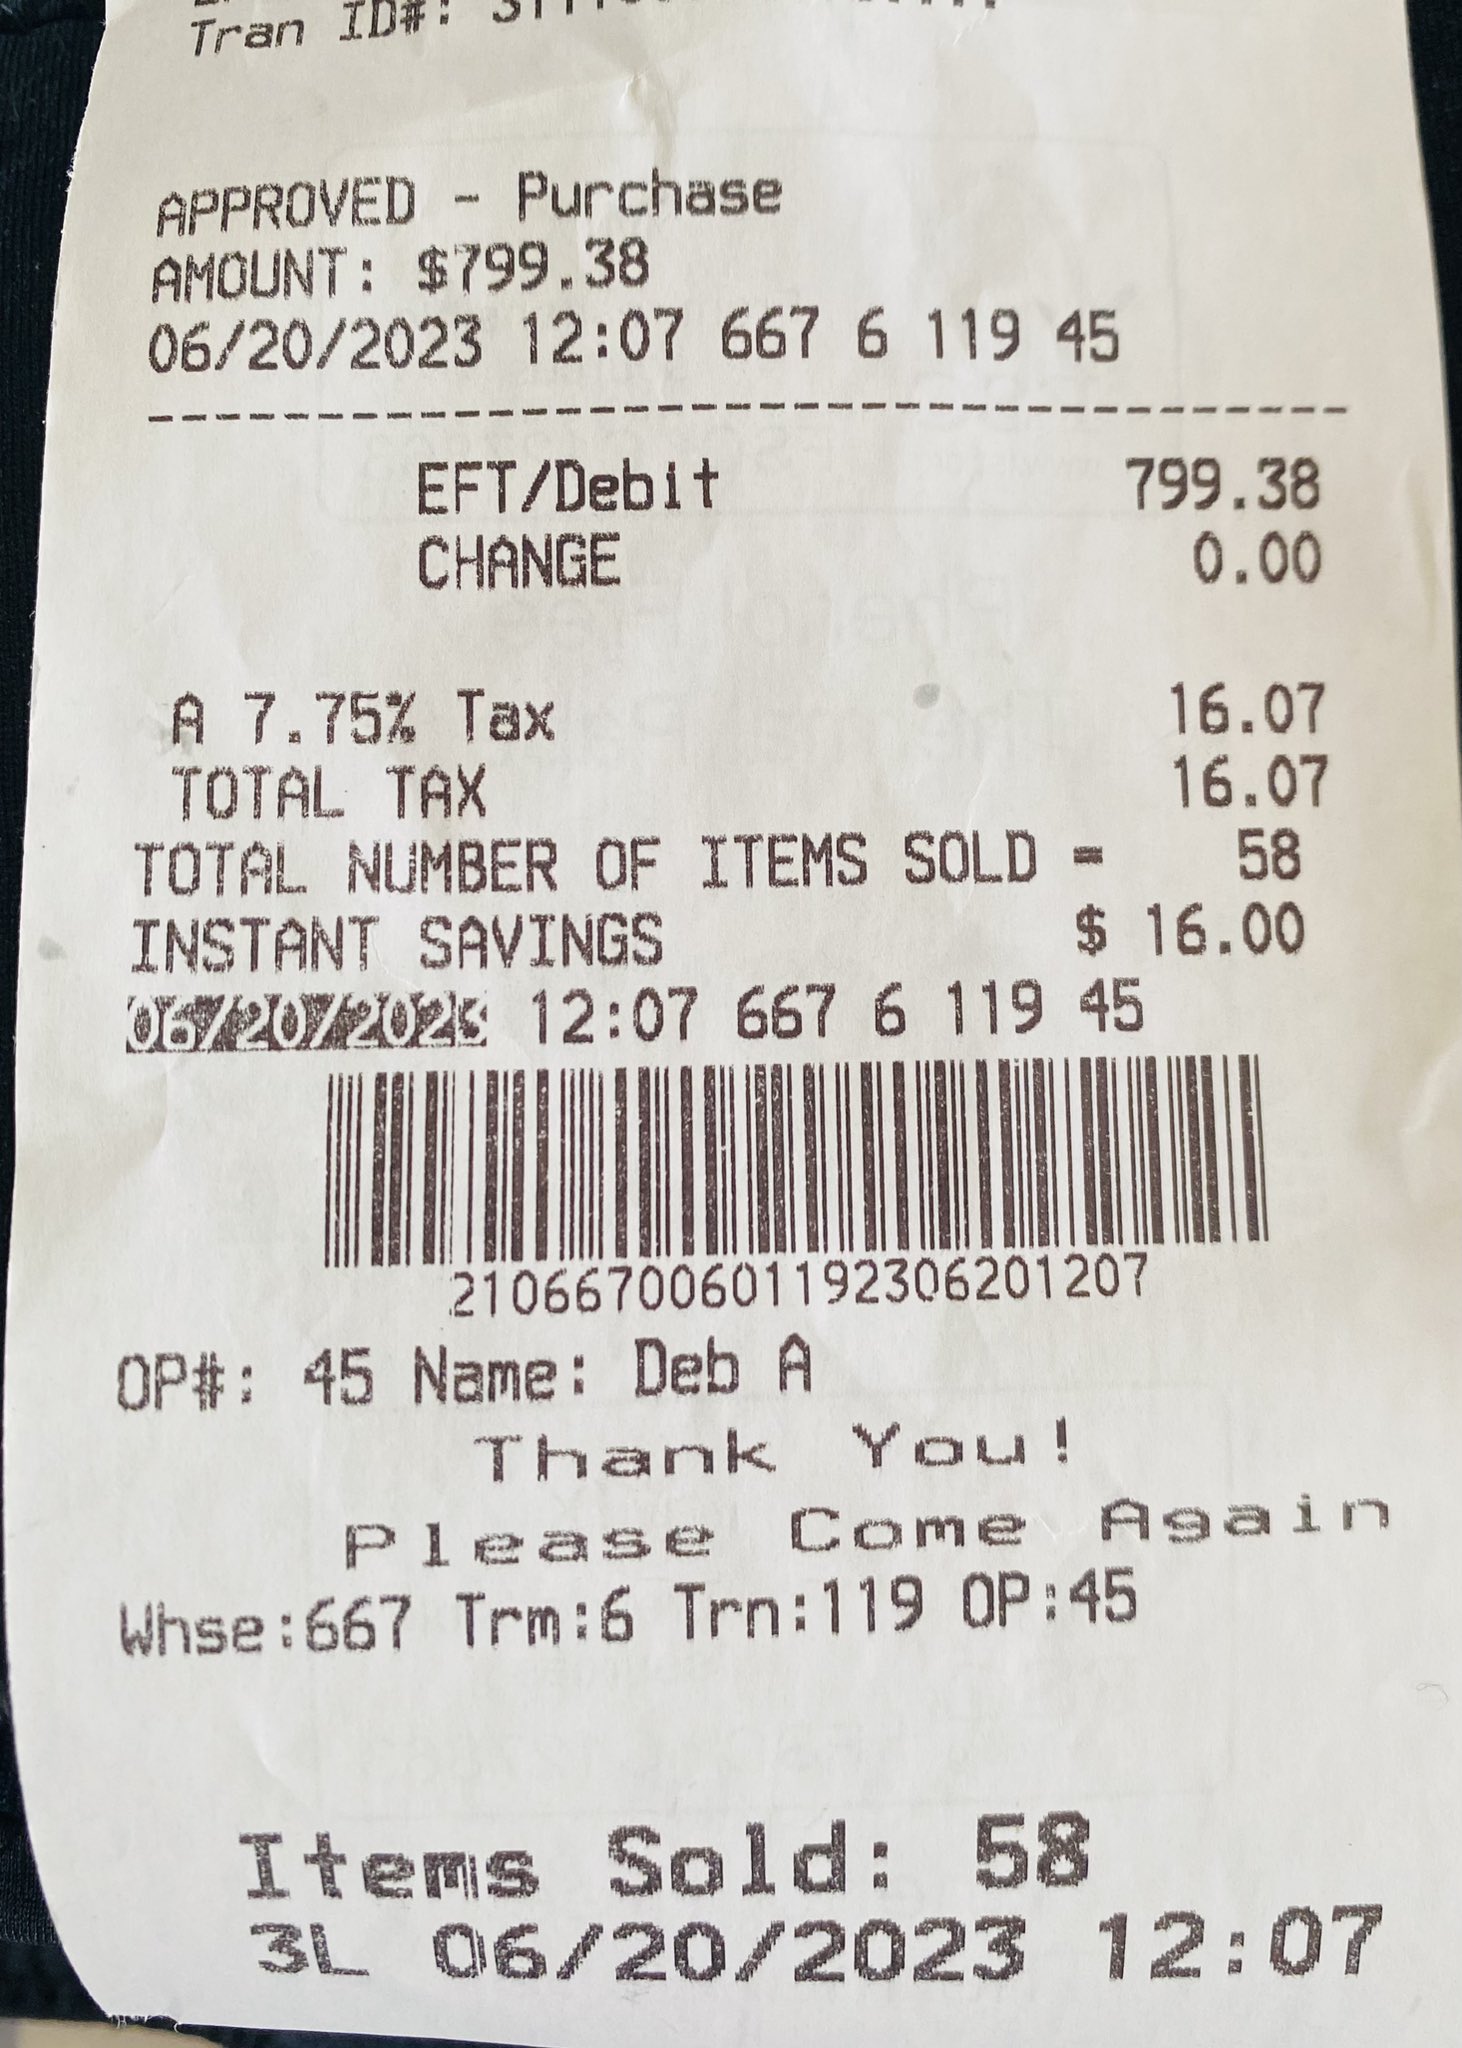 Tran ID#:
APPROVED - Purchase
AMOUNT: $799.38
06/20/2023 12:07 667 6 119 45
--------------------------------------------
EFT/Debit 799.38
CHANGE 0.00
A 7.75% Tax 16.07
TOTAL TAX 16.07
TOTAL NUMBER OF ITEMS SOLD = 58
INSTANT SAVINGS $ 16.00
06/20/2023 12:07 667 6 119 45
21066700601192306201207
OP#: 45 Name: Deb A
Thank You!
Please Come Again
Whse:667 Trm:6 Trn:119 OP:45
Items Sold: 58
3L 06/20/2023 12:07